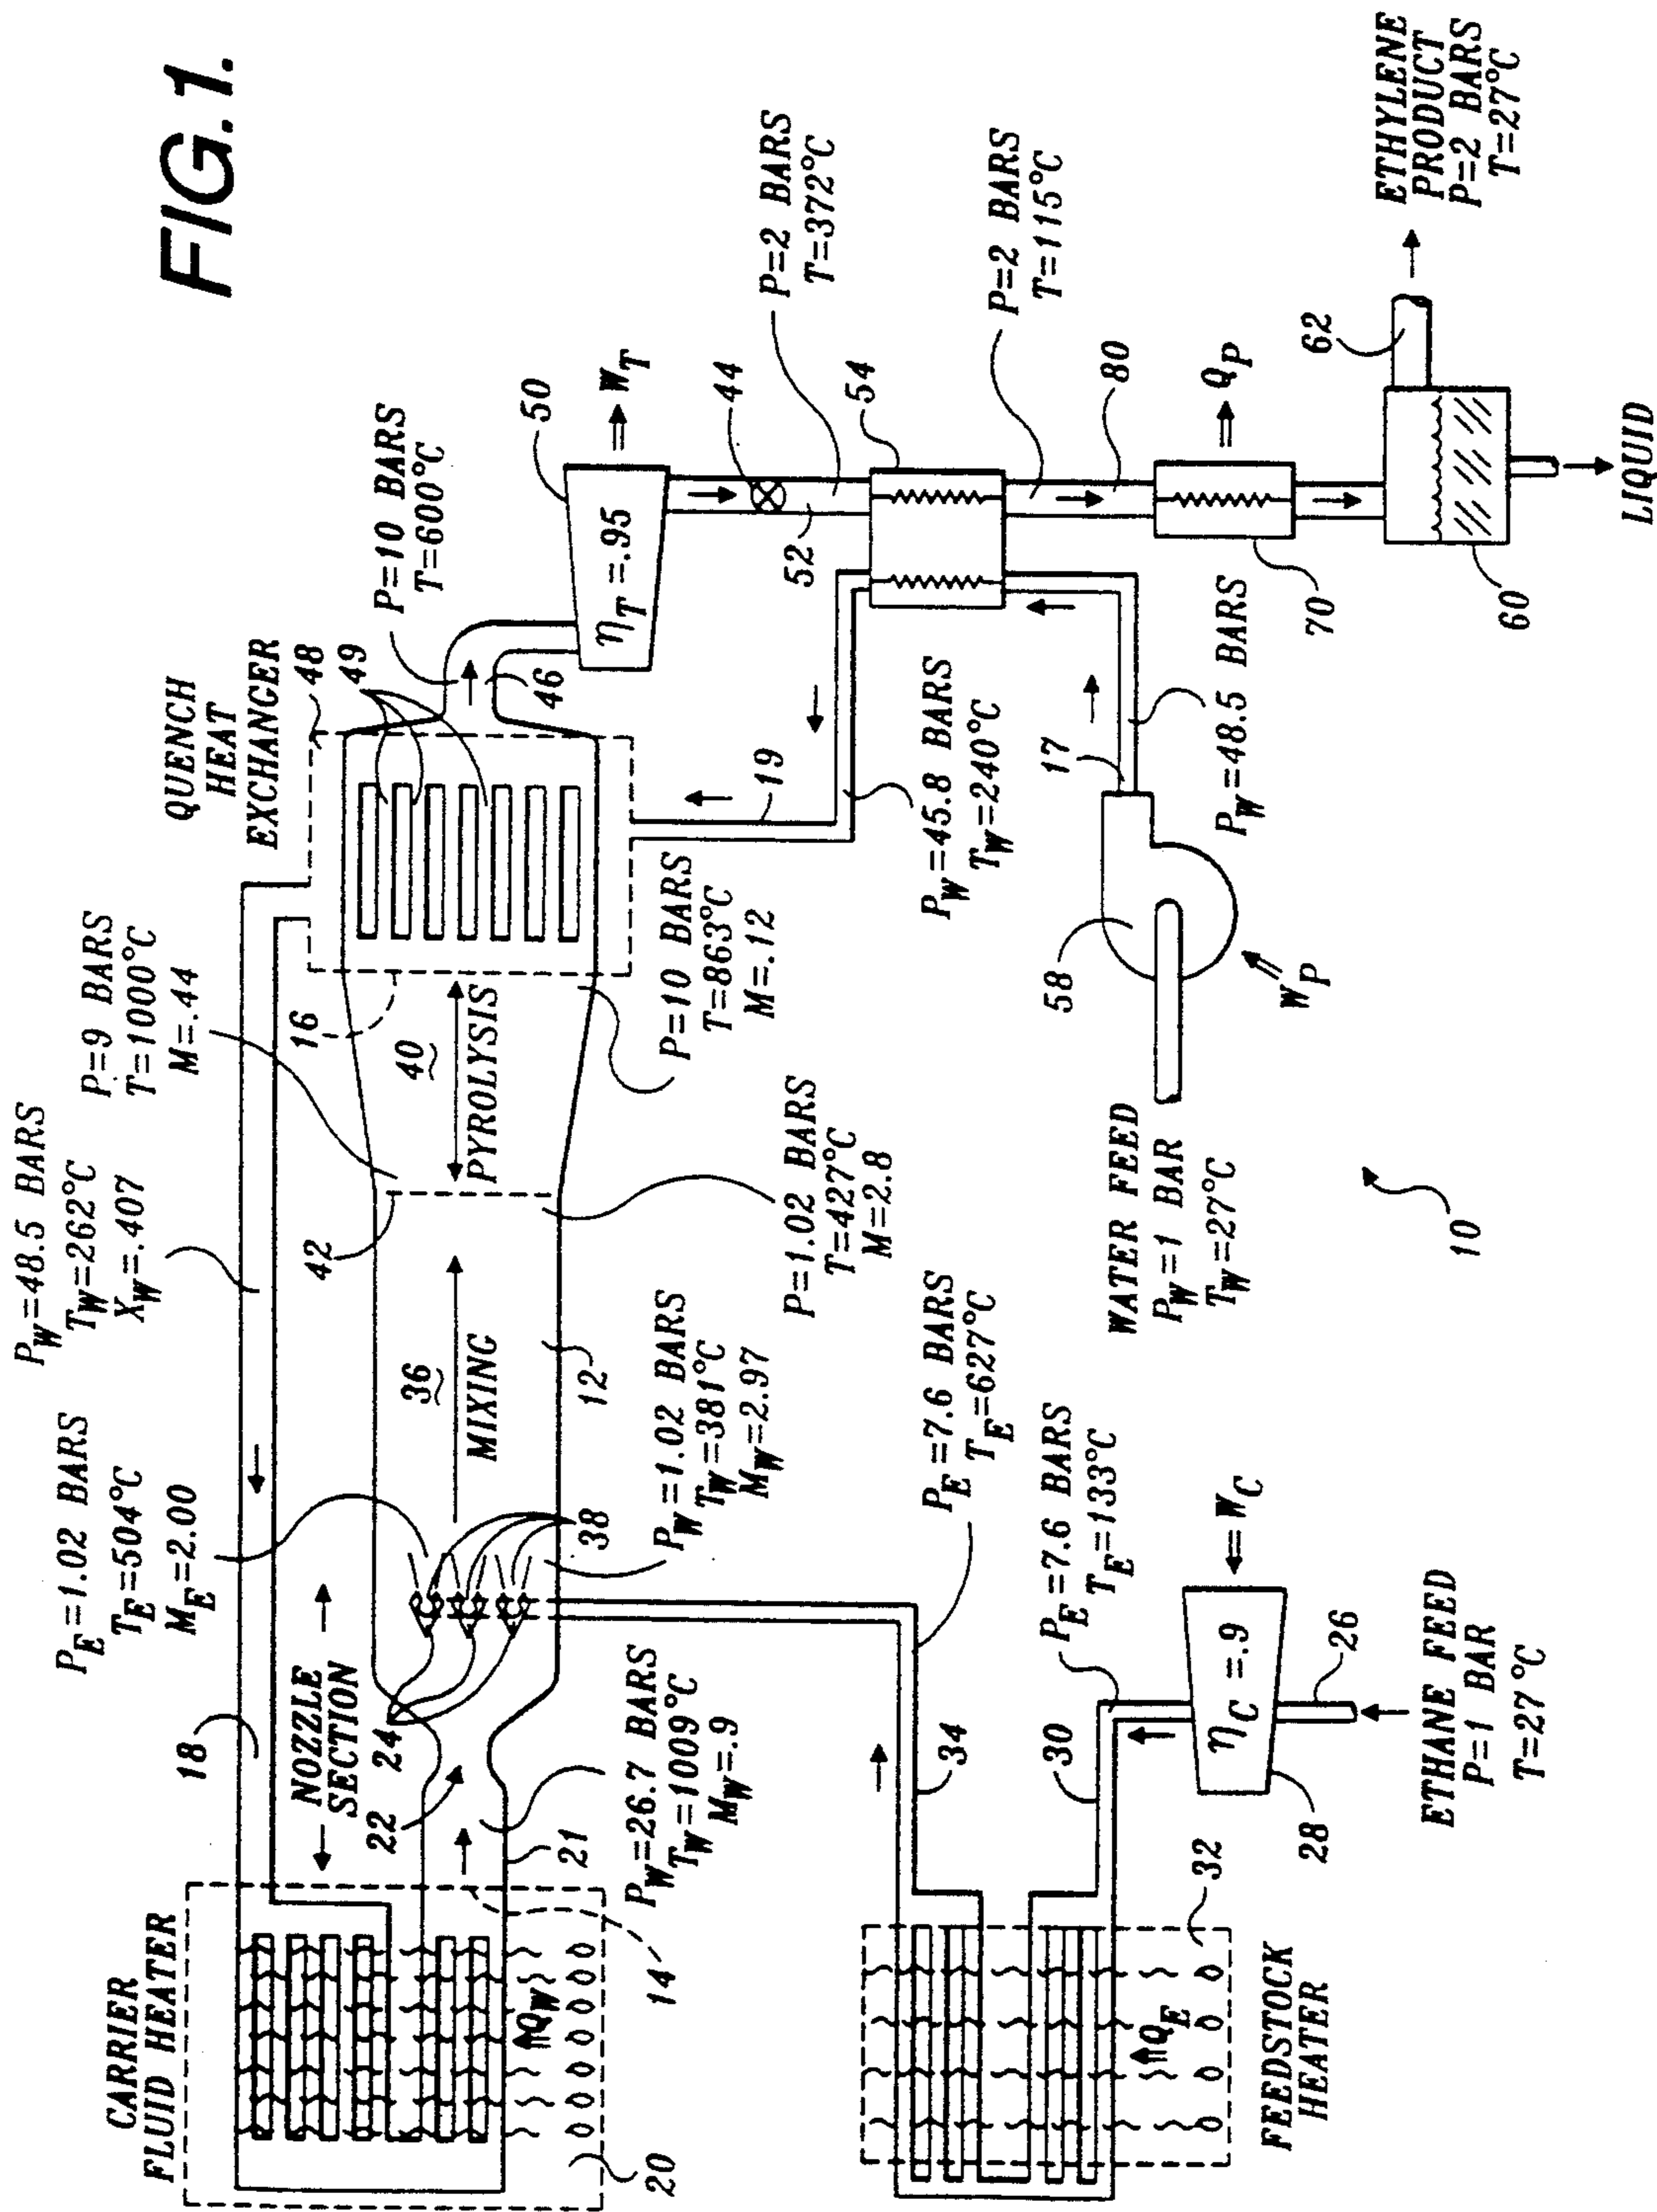 FIG.1.
CARRIER
FLUID HEATER
20
Q_W
14
18
NOZZLE
SECTION
22
21
24
P_W=26.7 BARS
T_W=1009°C
M_W=.9
P_E=1.02 BARS
T_E=504°C
M_E=2.00
P_W=48.5 BARS
T_W=262°C
X_W=.407
36
MIXING
38
12
P_W=1.02 BARS
T_W=381°C
M_W=2.97
42
P=9 BARS
T=1000°C
M=.44
16
40
PYROLYSIS
P=1.02 BARS
T=427°C
M=2.8
P=10 BARS
T=863°C
M=.12
QUENCH
HEAT
EXCHANGER
48
49
46
P=10 BARS
T=600°C
50
η_T=.95
W_T
44
52
P=2 BARS
T=372°C
54
P=2 BARS
T=115°C
80
Q_P
70
62
60
LIQUID
ETHYLENE
PRODUCT
P=2 BARS
T=27°C
19
P_W=45.8 BARS
T_W=240°C
17
P_W=48.5 BARS
58
W_P
WATER FEED
P_W=1 BAR
T_W=27°C
10
P_E=7.6 BARS
T_E=627°C
34
30
P_E=7.6 BARS
T_E=133°C
W_C
η_C=.9
28
26
ETHANE FEED
P=1 BAR
T=27°C
32
Q_E
FEEDSTOCK
HEATER